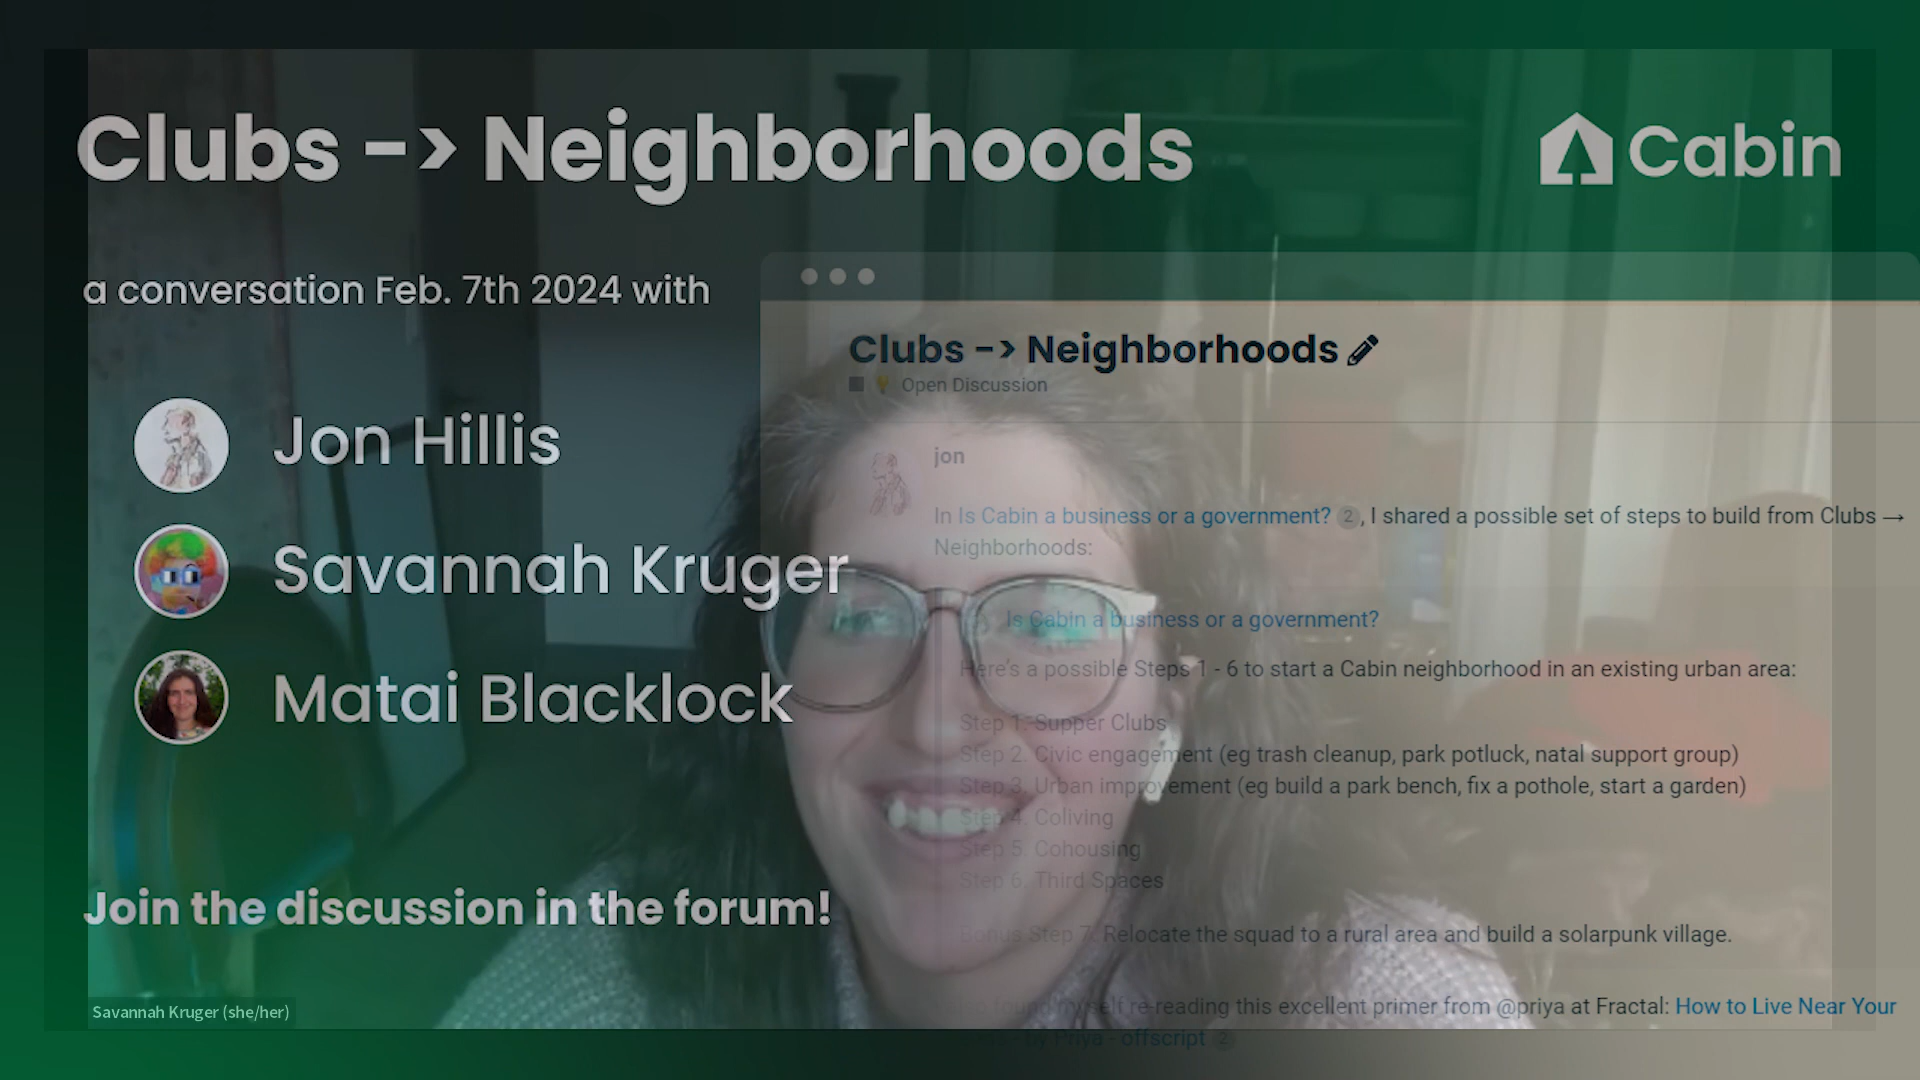 Clubs -> Neighborhoods
Cabin
a conversation Feb. 7th 2024 with
Jon Hillis
Savannah Kruger
Matai Blacklock
Join the discussion in the forum!
Savannah Kruger (she/her)
Clubs -> Neighborhoods
Open Discussion
jon
In Is Cabin a business or a government? 2, I shared a possible set of steps to build from Clubs →
Neighborhoods:
Is Cabin a business or a government?
Here's a possible Steps 1 - 6 to start a Cabin neighborhood in an existing urban area:
Step 1. Supper Clubs
Step 2. Civic engagement (eg trash cleanup, park potluck, natal support group)
Step 3. Urban improvement (eg build a park bench, fix a pothole, start a garden)
Step 4. Coliving
Step 5. Cohousing
Step 6. Third Spaces
Bonus Step 7. Relocate the squad to a rural area and build a solarpunk village.
found myself re-reading this excellent primer from @priya at Fractal: How to Live Near Your
- by Priya - offscript 2